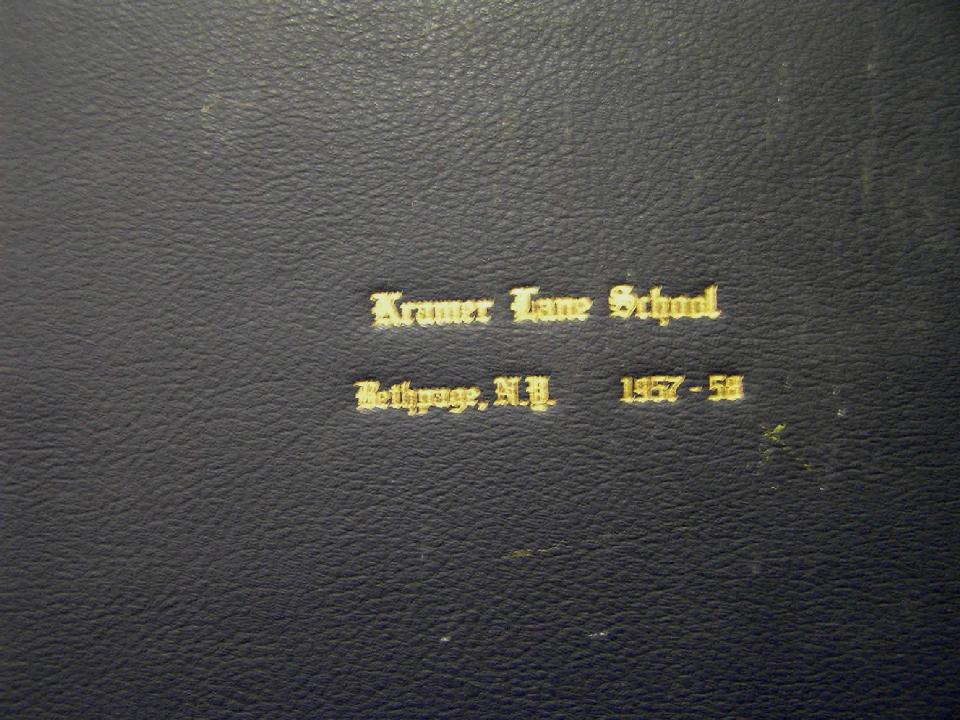 Kramer Lane School
Bethpage, N.Y. 1957 - 58